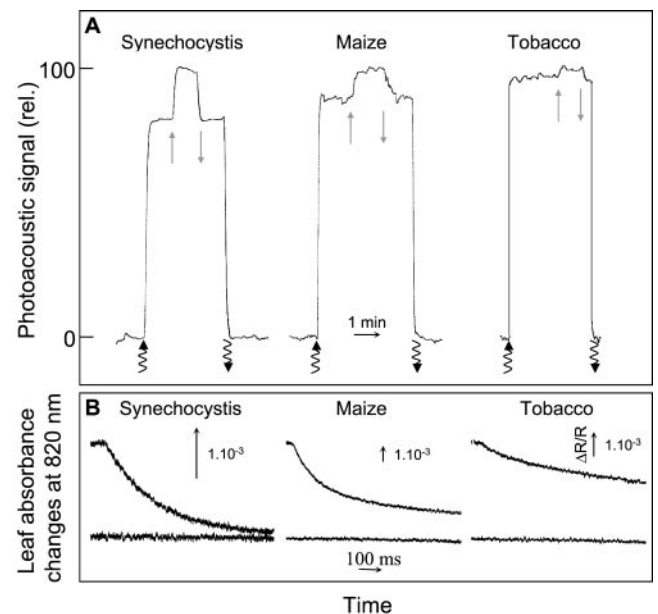 A
Synechocystis
Maize
Tobacco
Photoacoustic signal (rel.)
100
0
1 min
B
Synechocystis
Maize
Tobacco
Leaf absorbance
changes at 820 nm
1.10⁻³
1.10⁻³
ΔR/R
1.10⁻³
100 ms
Time